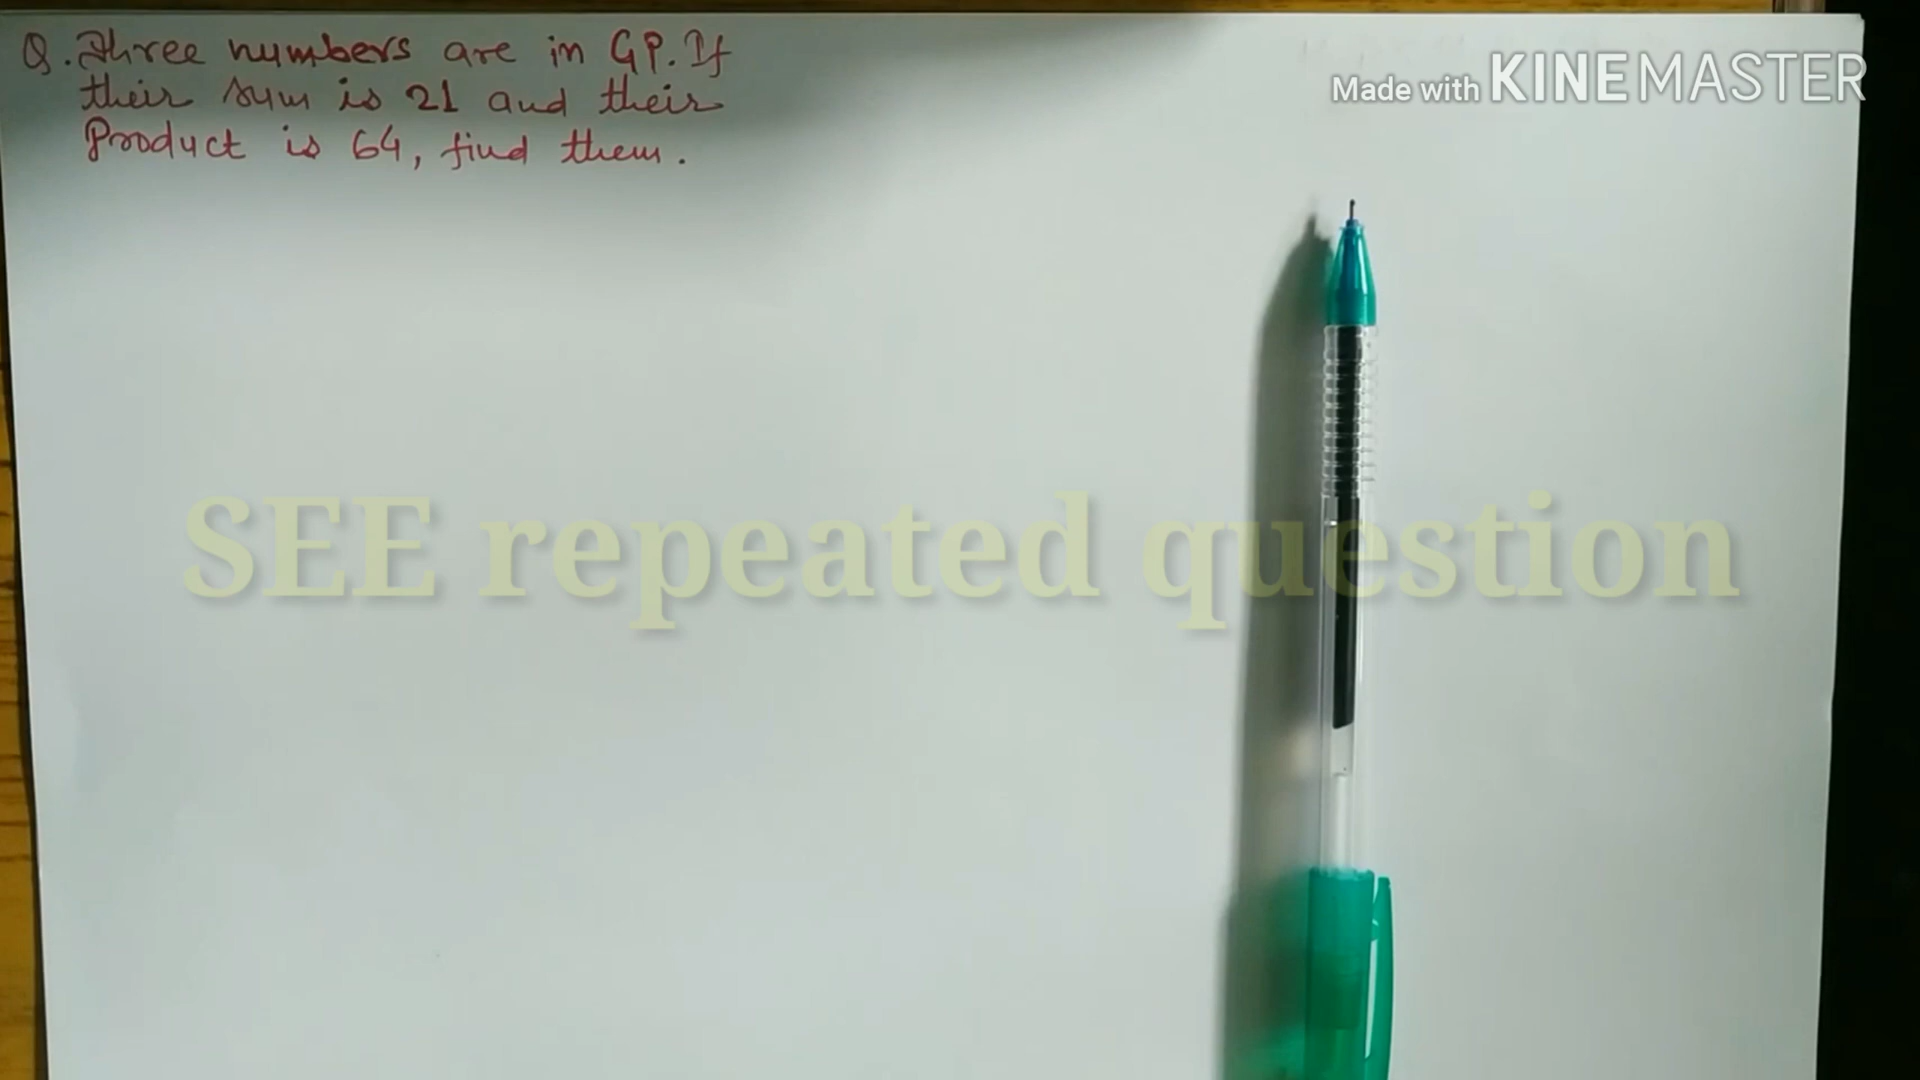 Q. Three numbers are in GP. If
their sum is 21 and their
Product is 64, find them.
Made with KINEMASTER
SEE repeated question